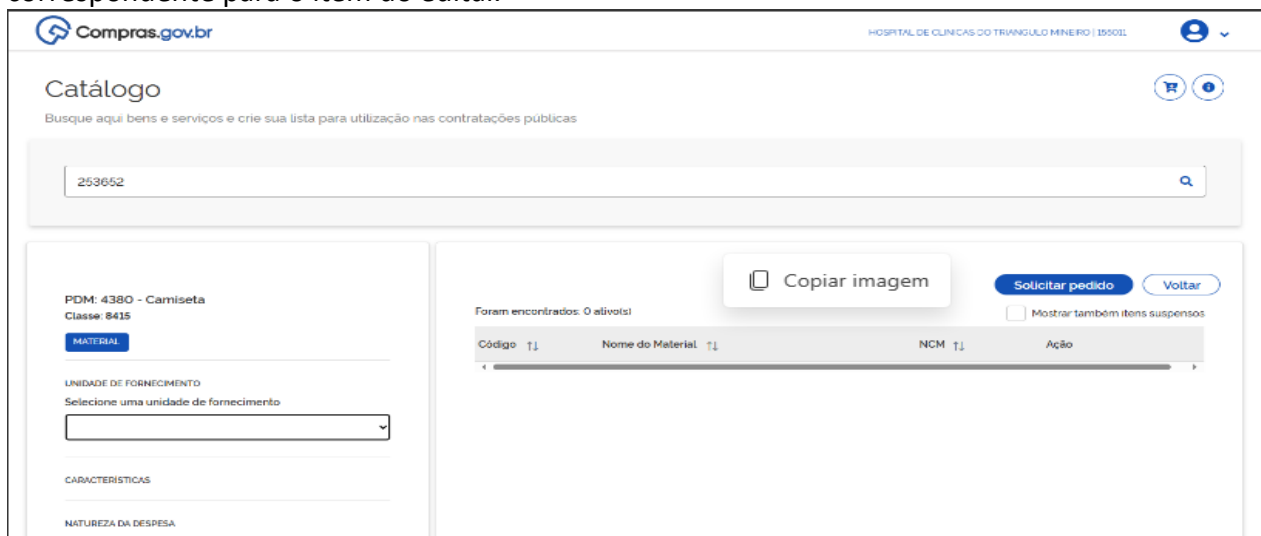 correspondente para o item do Edital.
Compras.gov.br
HOSPITAL DE CLINICAS DO TRIANGULO MINEIRO | 155011
Catálogo
Busque aqui bens e serviços e crie sua lista para utilização nas contratações públicas
253652
Copiar imagem
Solicitar pedido
Voltar
PDM: 4380 - Camiseta
Classe: 8415
MATERIAL
Foram encontrados: 0 ativo(s)
Mostrar também itens suspensos
Código
Nome do Material
NCM
Ação
UNIDADE DE FORNECIMENTO
Selecione uma unidade de fornecimento
CARACTERÍSTICAS
NATUREZA DA DESPESA